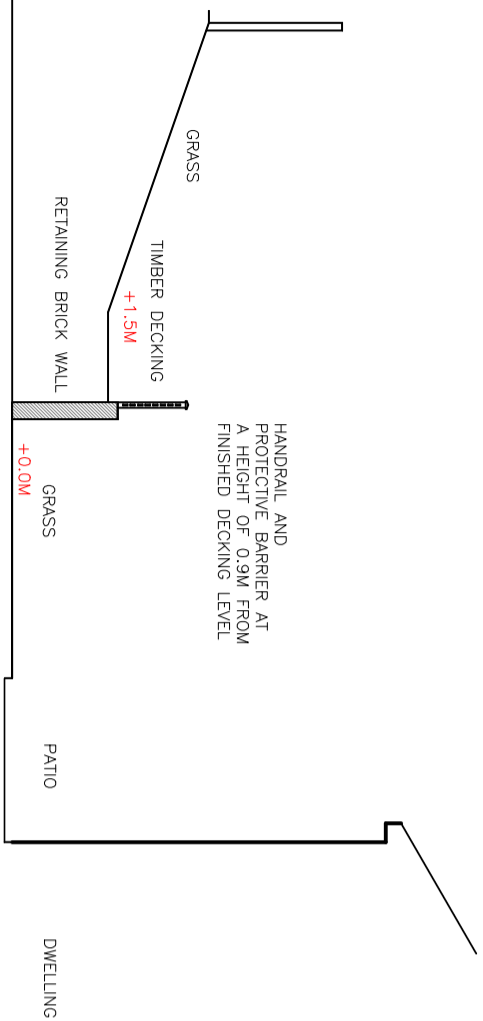 HANDRAIL AND
PROTECTIVE BARRIER AT
A HEIGHT OF 0.9M FROM
FINISHED DECKING LEVEL
GRASS
TIMBER DECKING
+1.5M
RETAINING BRICK WALL
GRASS
+0.0M
PATIO
DWELLING